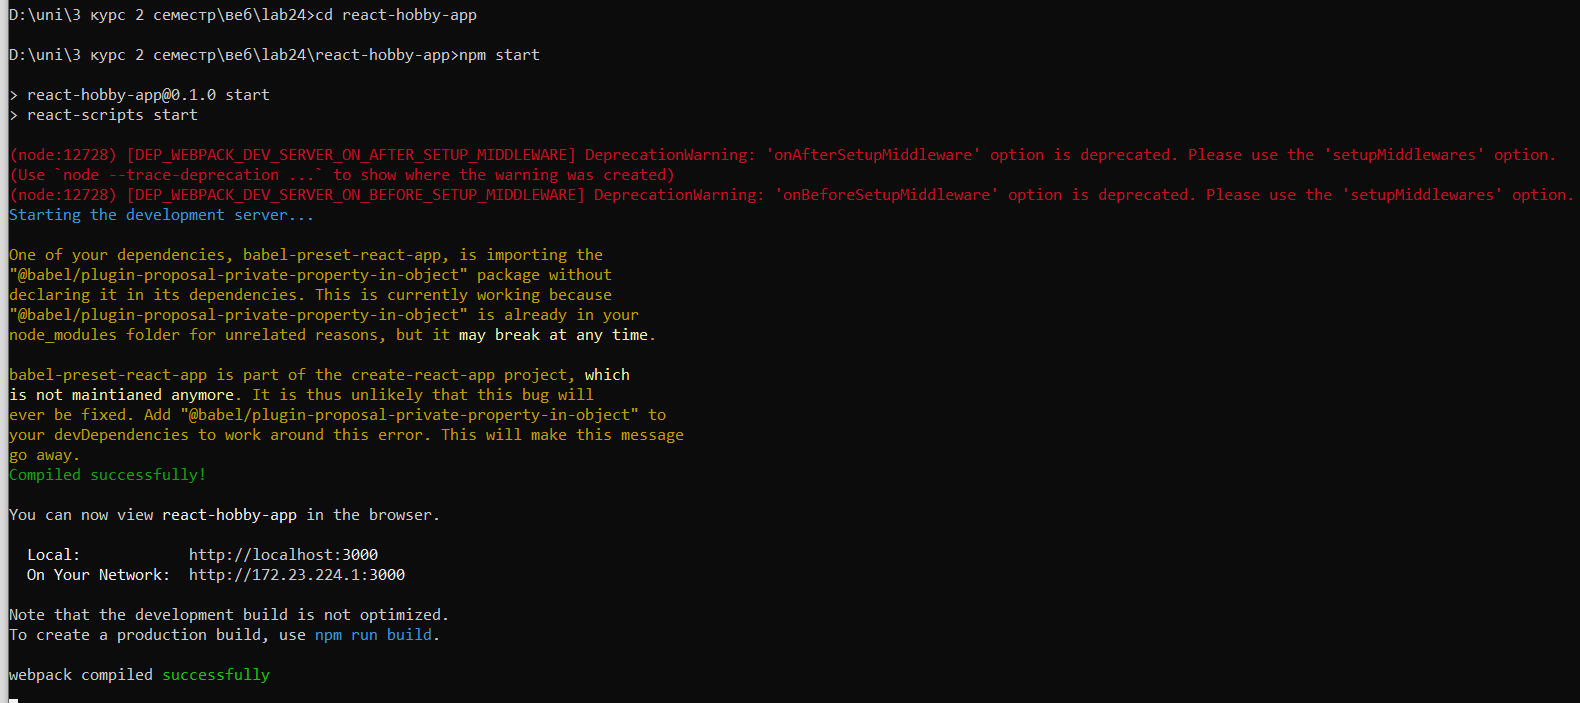 D:\uni\3 курс 2 семестр\веб\lab24>cd react-hobby-app
D:\uni\3 курс 2 семестр\веб\lab24\react-hobby-app>npm start
> react-hobby-app@0.1.0 start
> react-scripts start
(node:12728) [DEP_WEBPACK_DEV_SERVER_ON_AFTER_SETUP_MIDDLEWARE] DeprecationWarning: 'onAfterSetupMiddleware' option is deprecated. Please use the 'setupMiddlewares' option.
(Use `node --trace-deprecation ...` to show where the warning was created)
(node:12728) [DEP_WEBPACK_DEV_SERVER_ON_BEFORE_SETUP_MIDDLEWARE] DeprecationWarning: 'onBeforeSetupMiddleware' option is deprecated. Please use the 'setupMiddlewares' option.
Starting the development server...
One of your dependencies, babel-preset-react-app, is importing the
"@babel/plugin-proposal-private-property-in-object" package without
declaring it in its dependencies. This is currently working because
"@babel/plugin-proposal-private-property-in-object" is already in your
node_modules folder for unrelated reasons, but it may break at any time.
babel-preset-react-app is part of the create-react-app project, which
is not maintianed anymore. It is thus unlikely that this bug will
ever be fixed. Add "@babel/plugin-proposal-private-property-in-object" to
your devDependencies to work around this error. This will make this message
go away.
Compiled successfully!
You can now view react-hobby-app in the browser.
Local: http://localhost:3000
On Your Network: http://172.23.224.1:3000
Note that the development build is not optimized.
To create a production build, use npm run build.
webpack compiled successfully